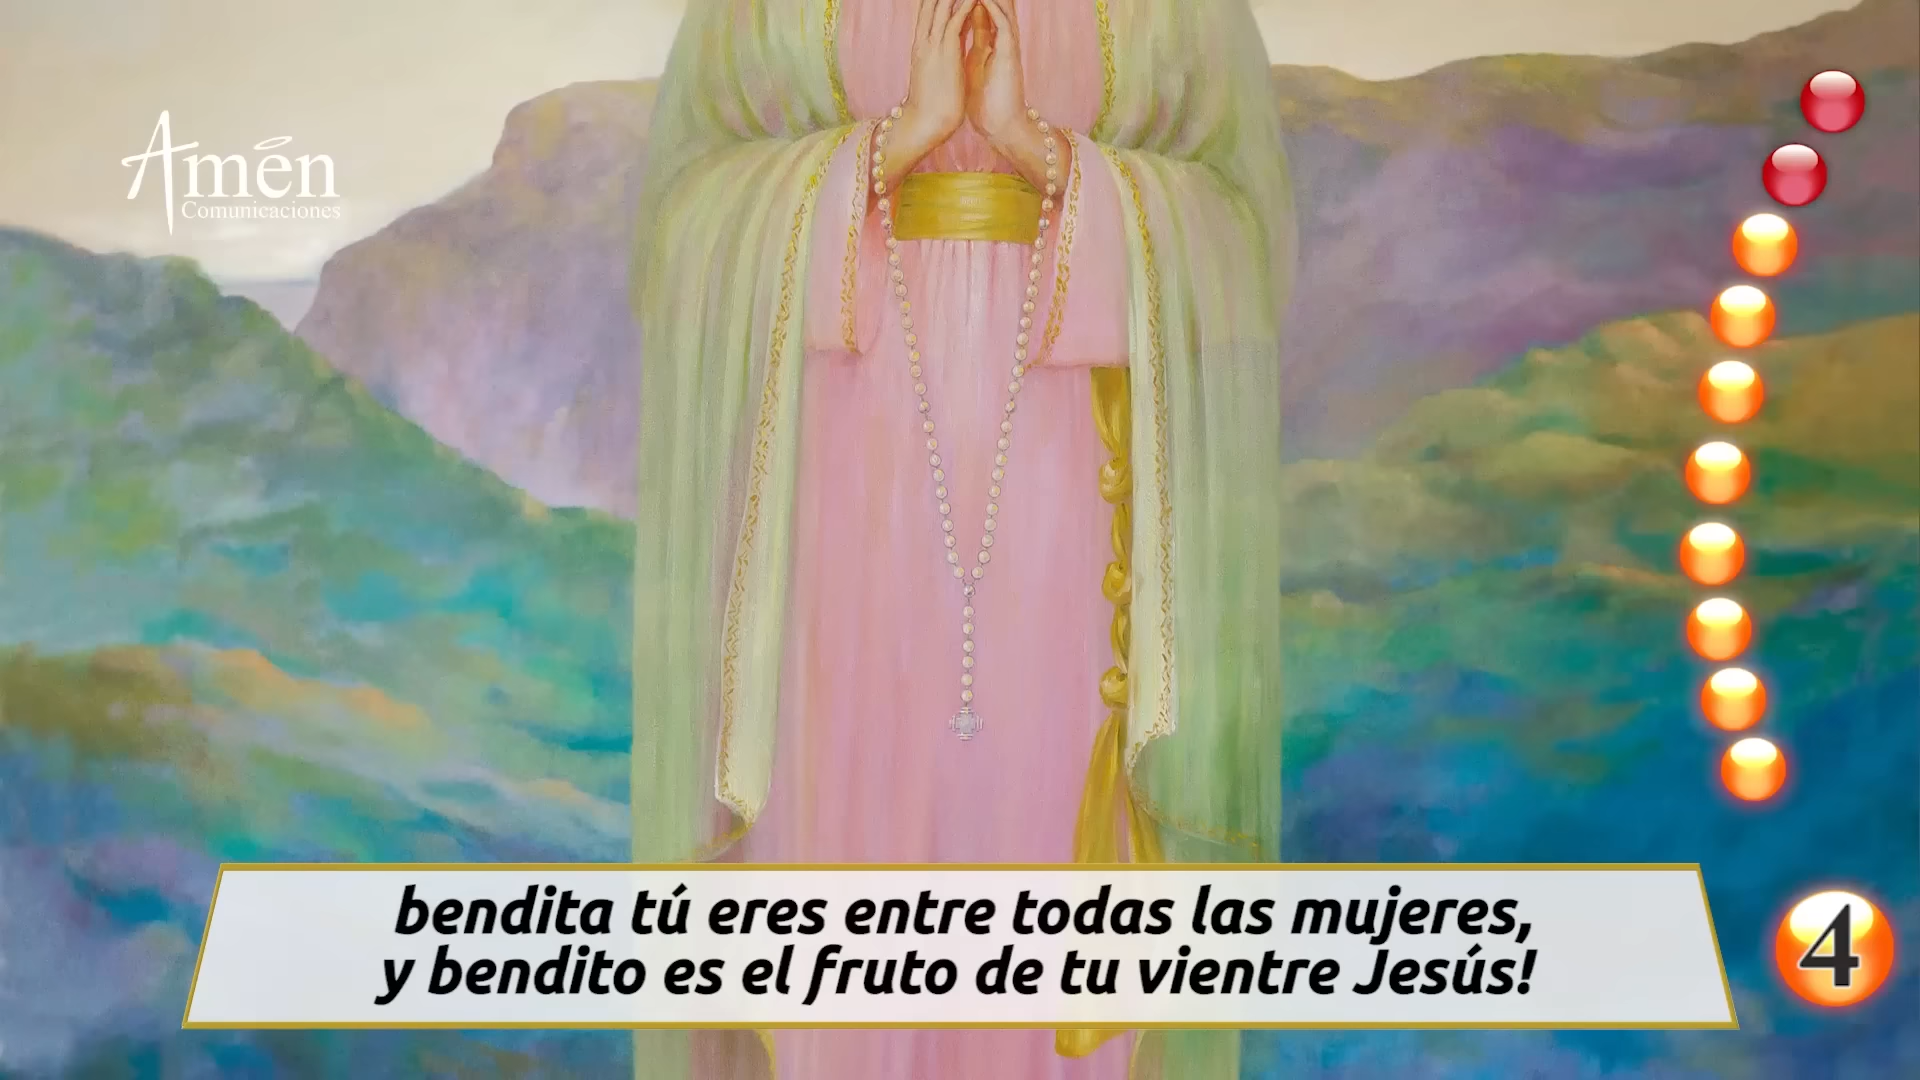 Amén
Comunicaciones
bendita tú eres entre todas las mujeres,
y bendito es el fruto de tu vientre Jesús!
4